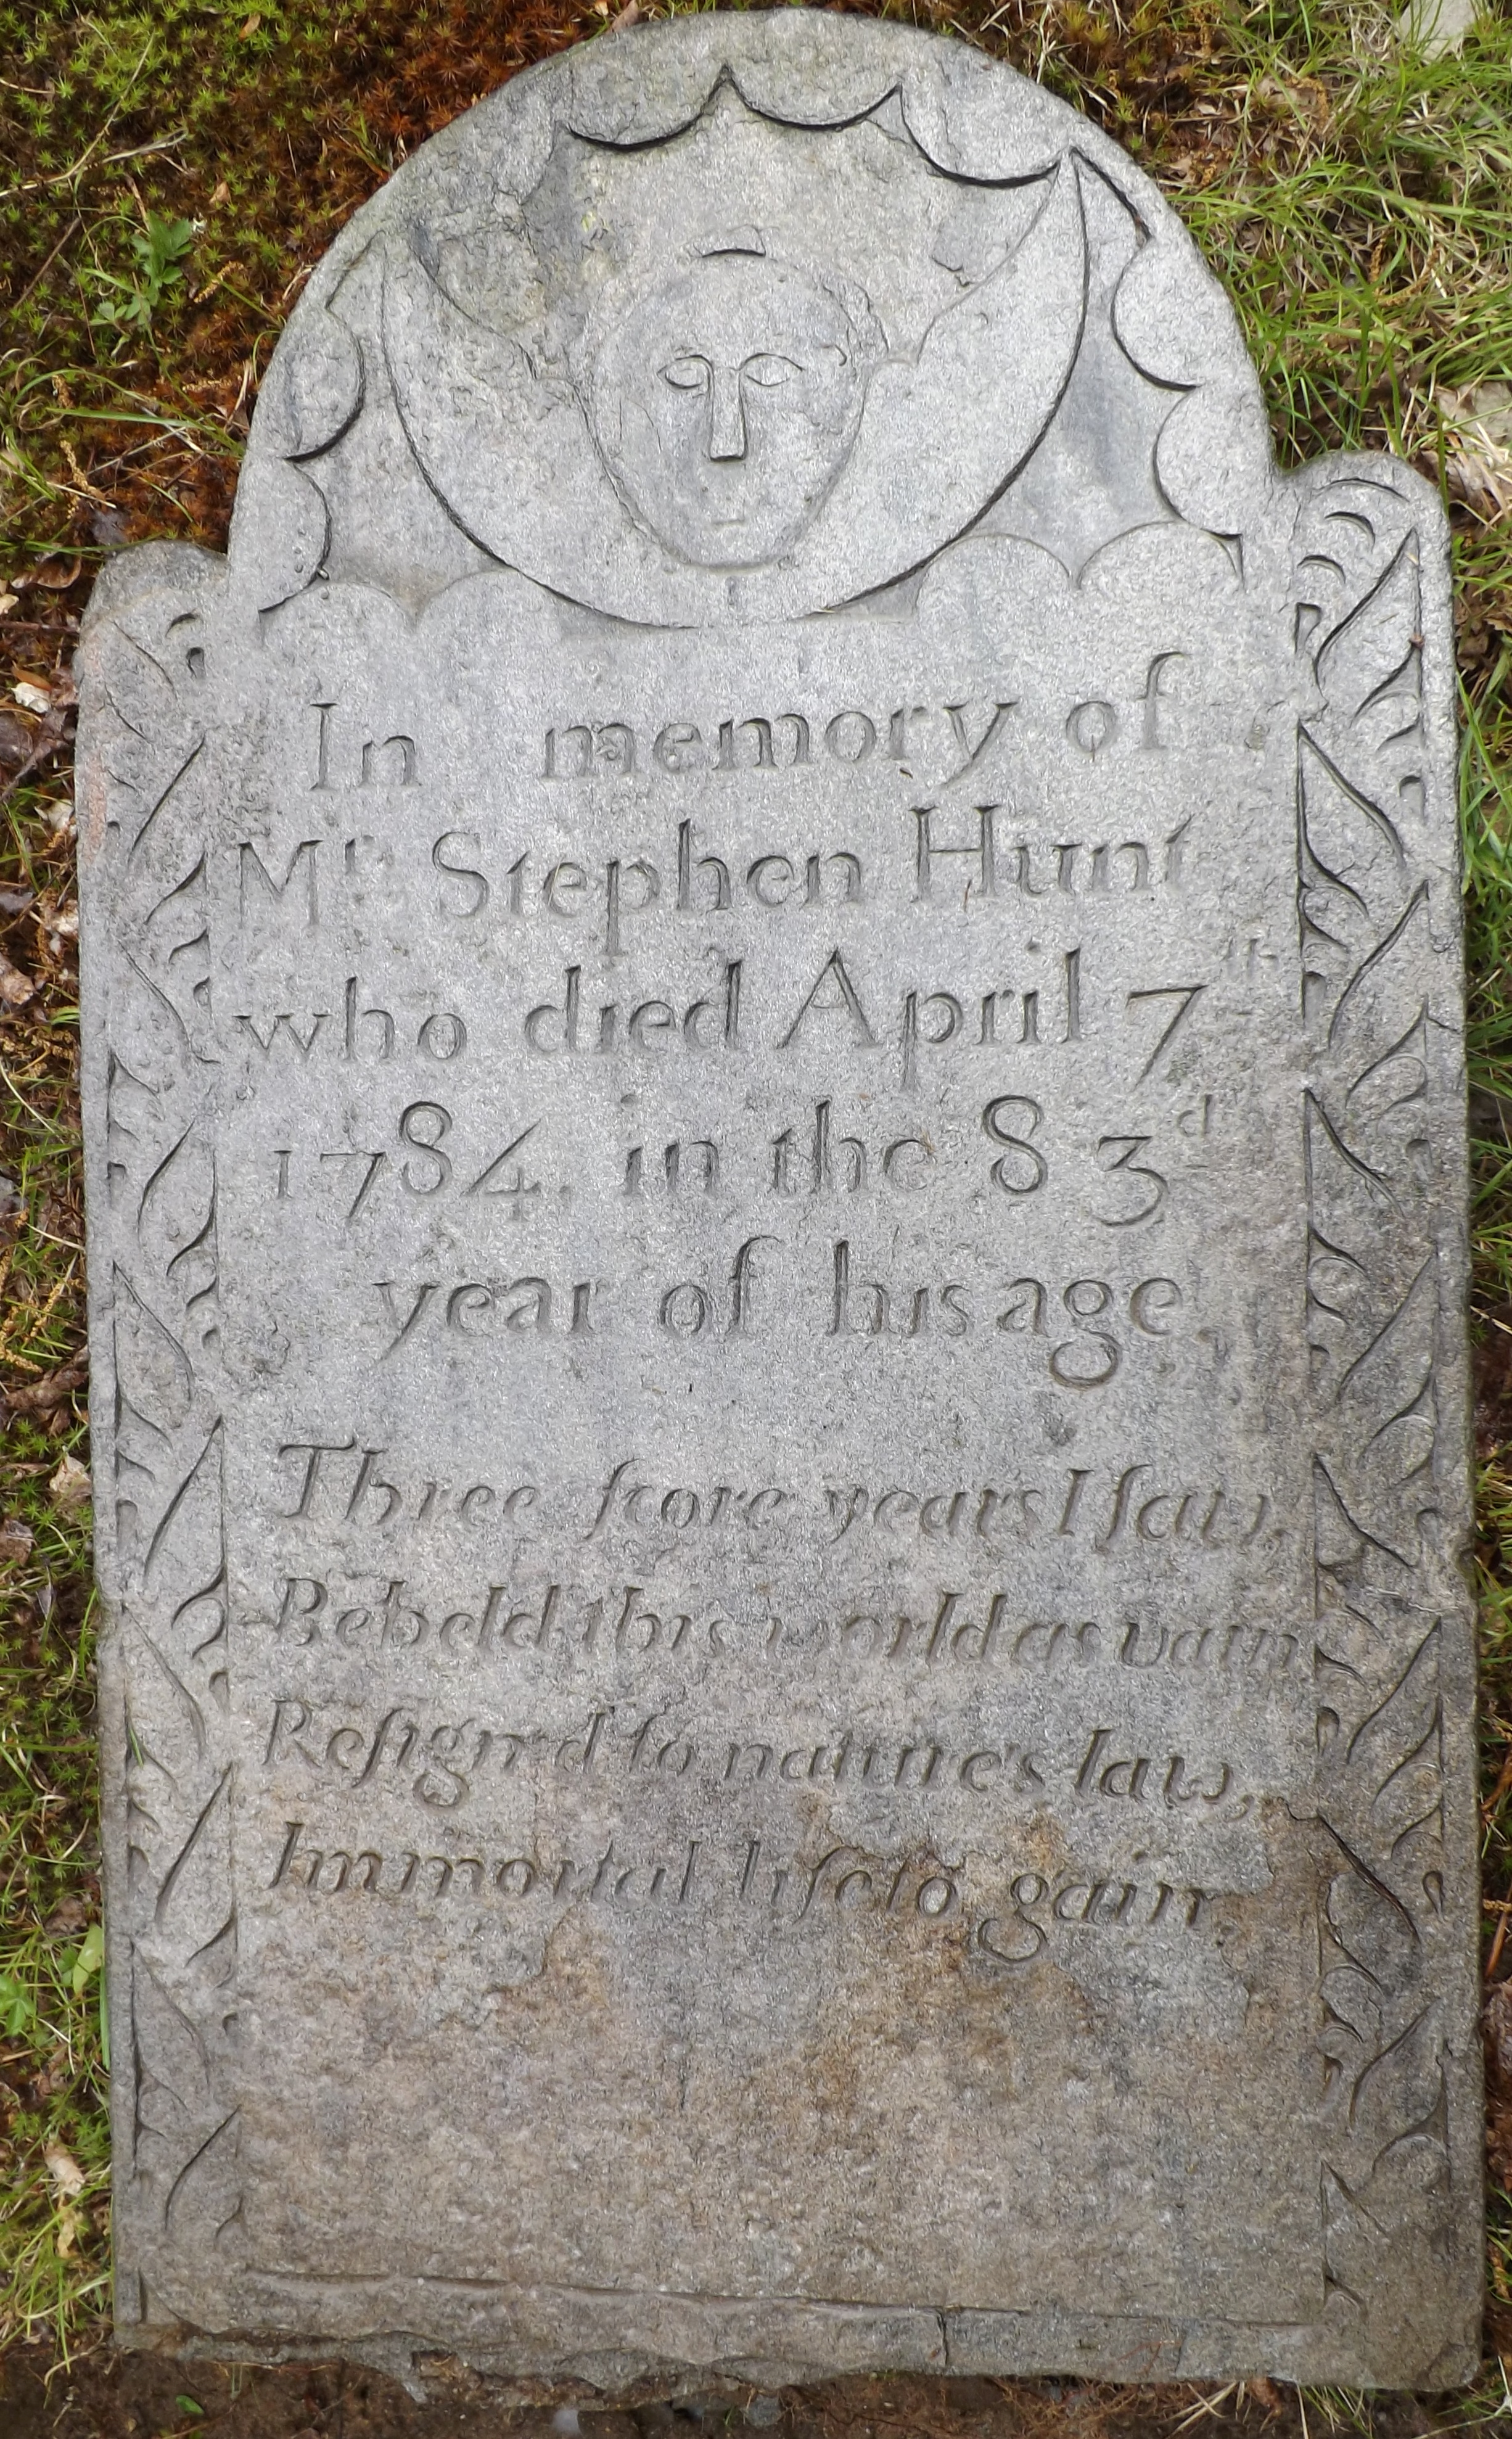 In memory of
Mr. Stephen Hunt
who died April 7th
1784. in the 83d
year of his age.
Three ſcore years I ſaw,
Beheld this world as vain
Reſign'd to nature's law,
Immortal life to gain.